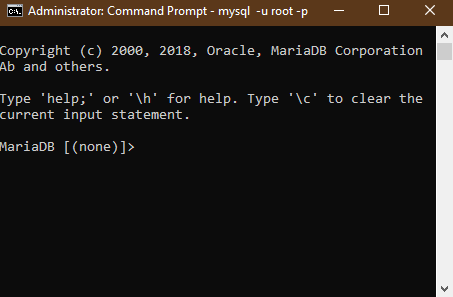 Administrator: Command Prompt - mysql -u root -p
Copyright (c) 2000, 2018, Oracle, MariaDB Corporation
Ab and others.
Type 'help;' or '\h' for help. Type '\c' to clear the
current input statement.
MariaDB [(none)]>